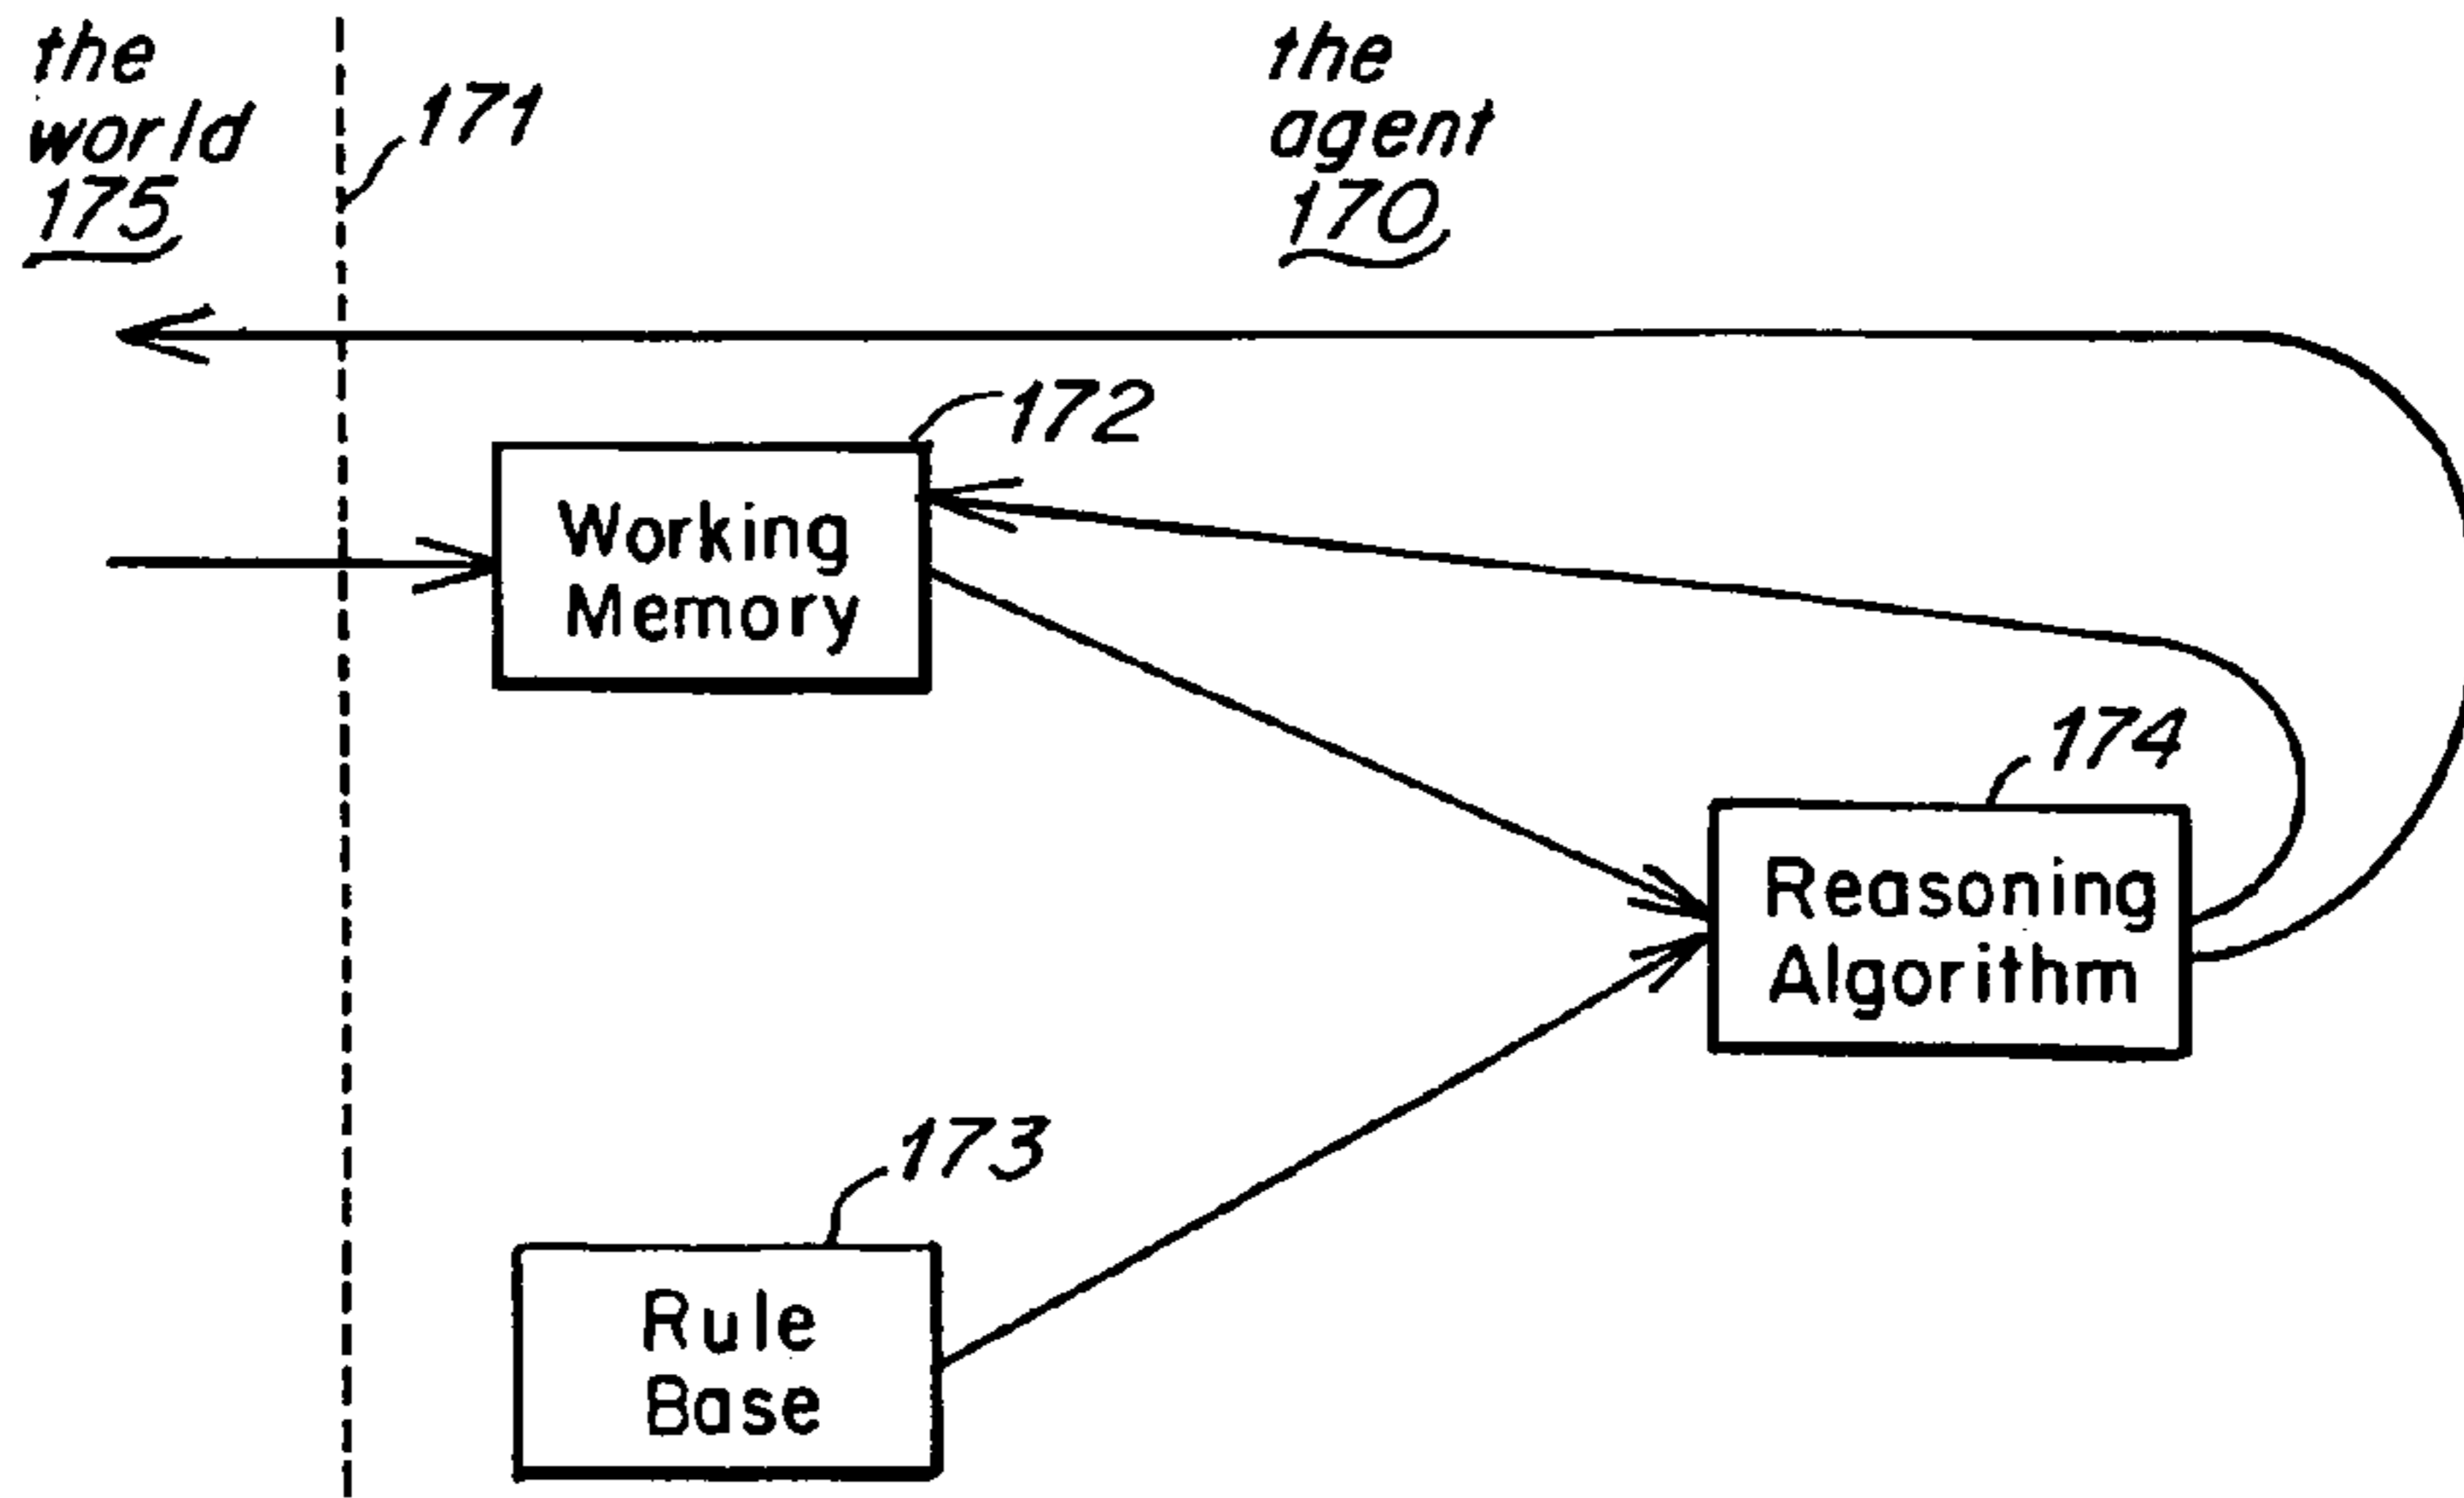 the
world
175
171
the
agent
170
172
Working
Memory
174
Reasoning
Algorithm
173
Rule
Base